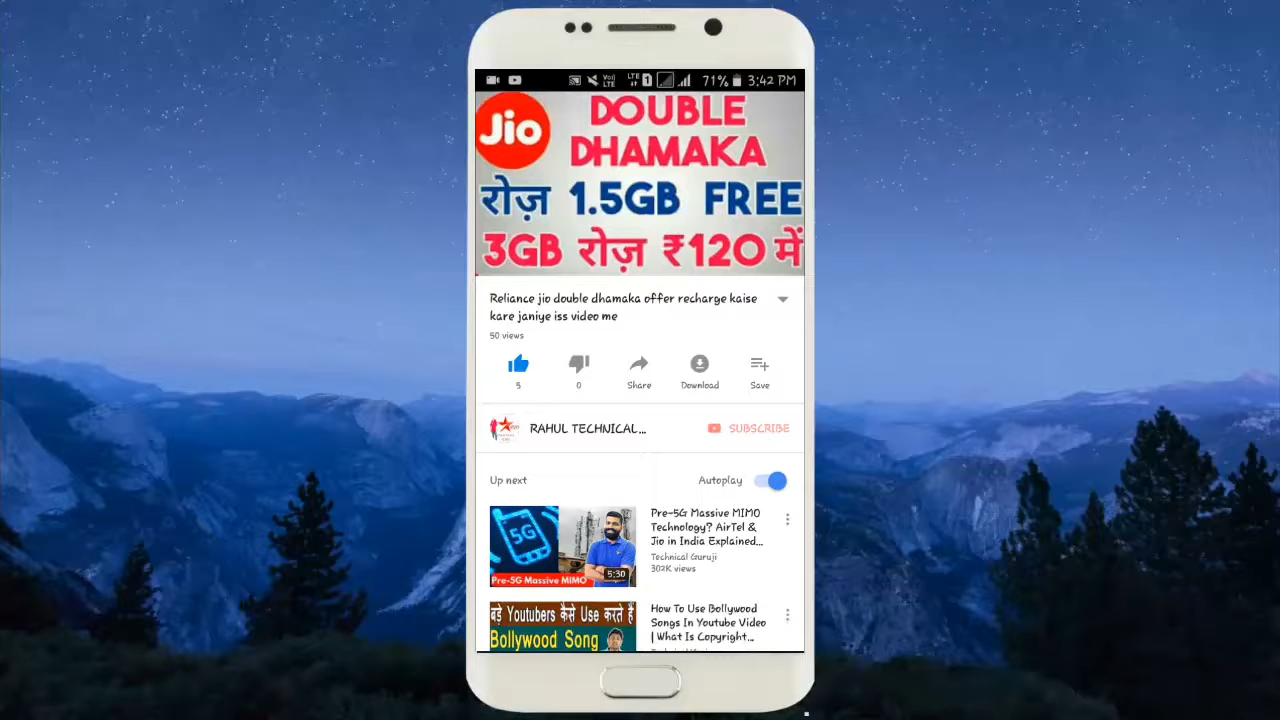 VoLTE LTE 1 71% 3:42 PM
Jio
DOUBLE
DHAMAKA
रोज़ 1.5GB FREE
3GB रोज़ ₹120 में
Reliance jio double dhamaka offer recharge kaise
kare janiye iss video me
50 views
5
0
Share
Download
Save
RAHUL TECHNICAL...
SUBSCRIBE
Up next
Autoplay
5G
Pre-5G Massive MIMO
5:30
Pre-5G Massive MIMO
Technology? AirTel &
Jio in India Explained...
Technical Guruji
302K views
बड़े Youtubers कैसे Use करते हैं
Bollywood Song
How To Use Bollywood
Songs In Youtube Video
| What Is Copyright...